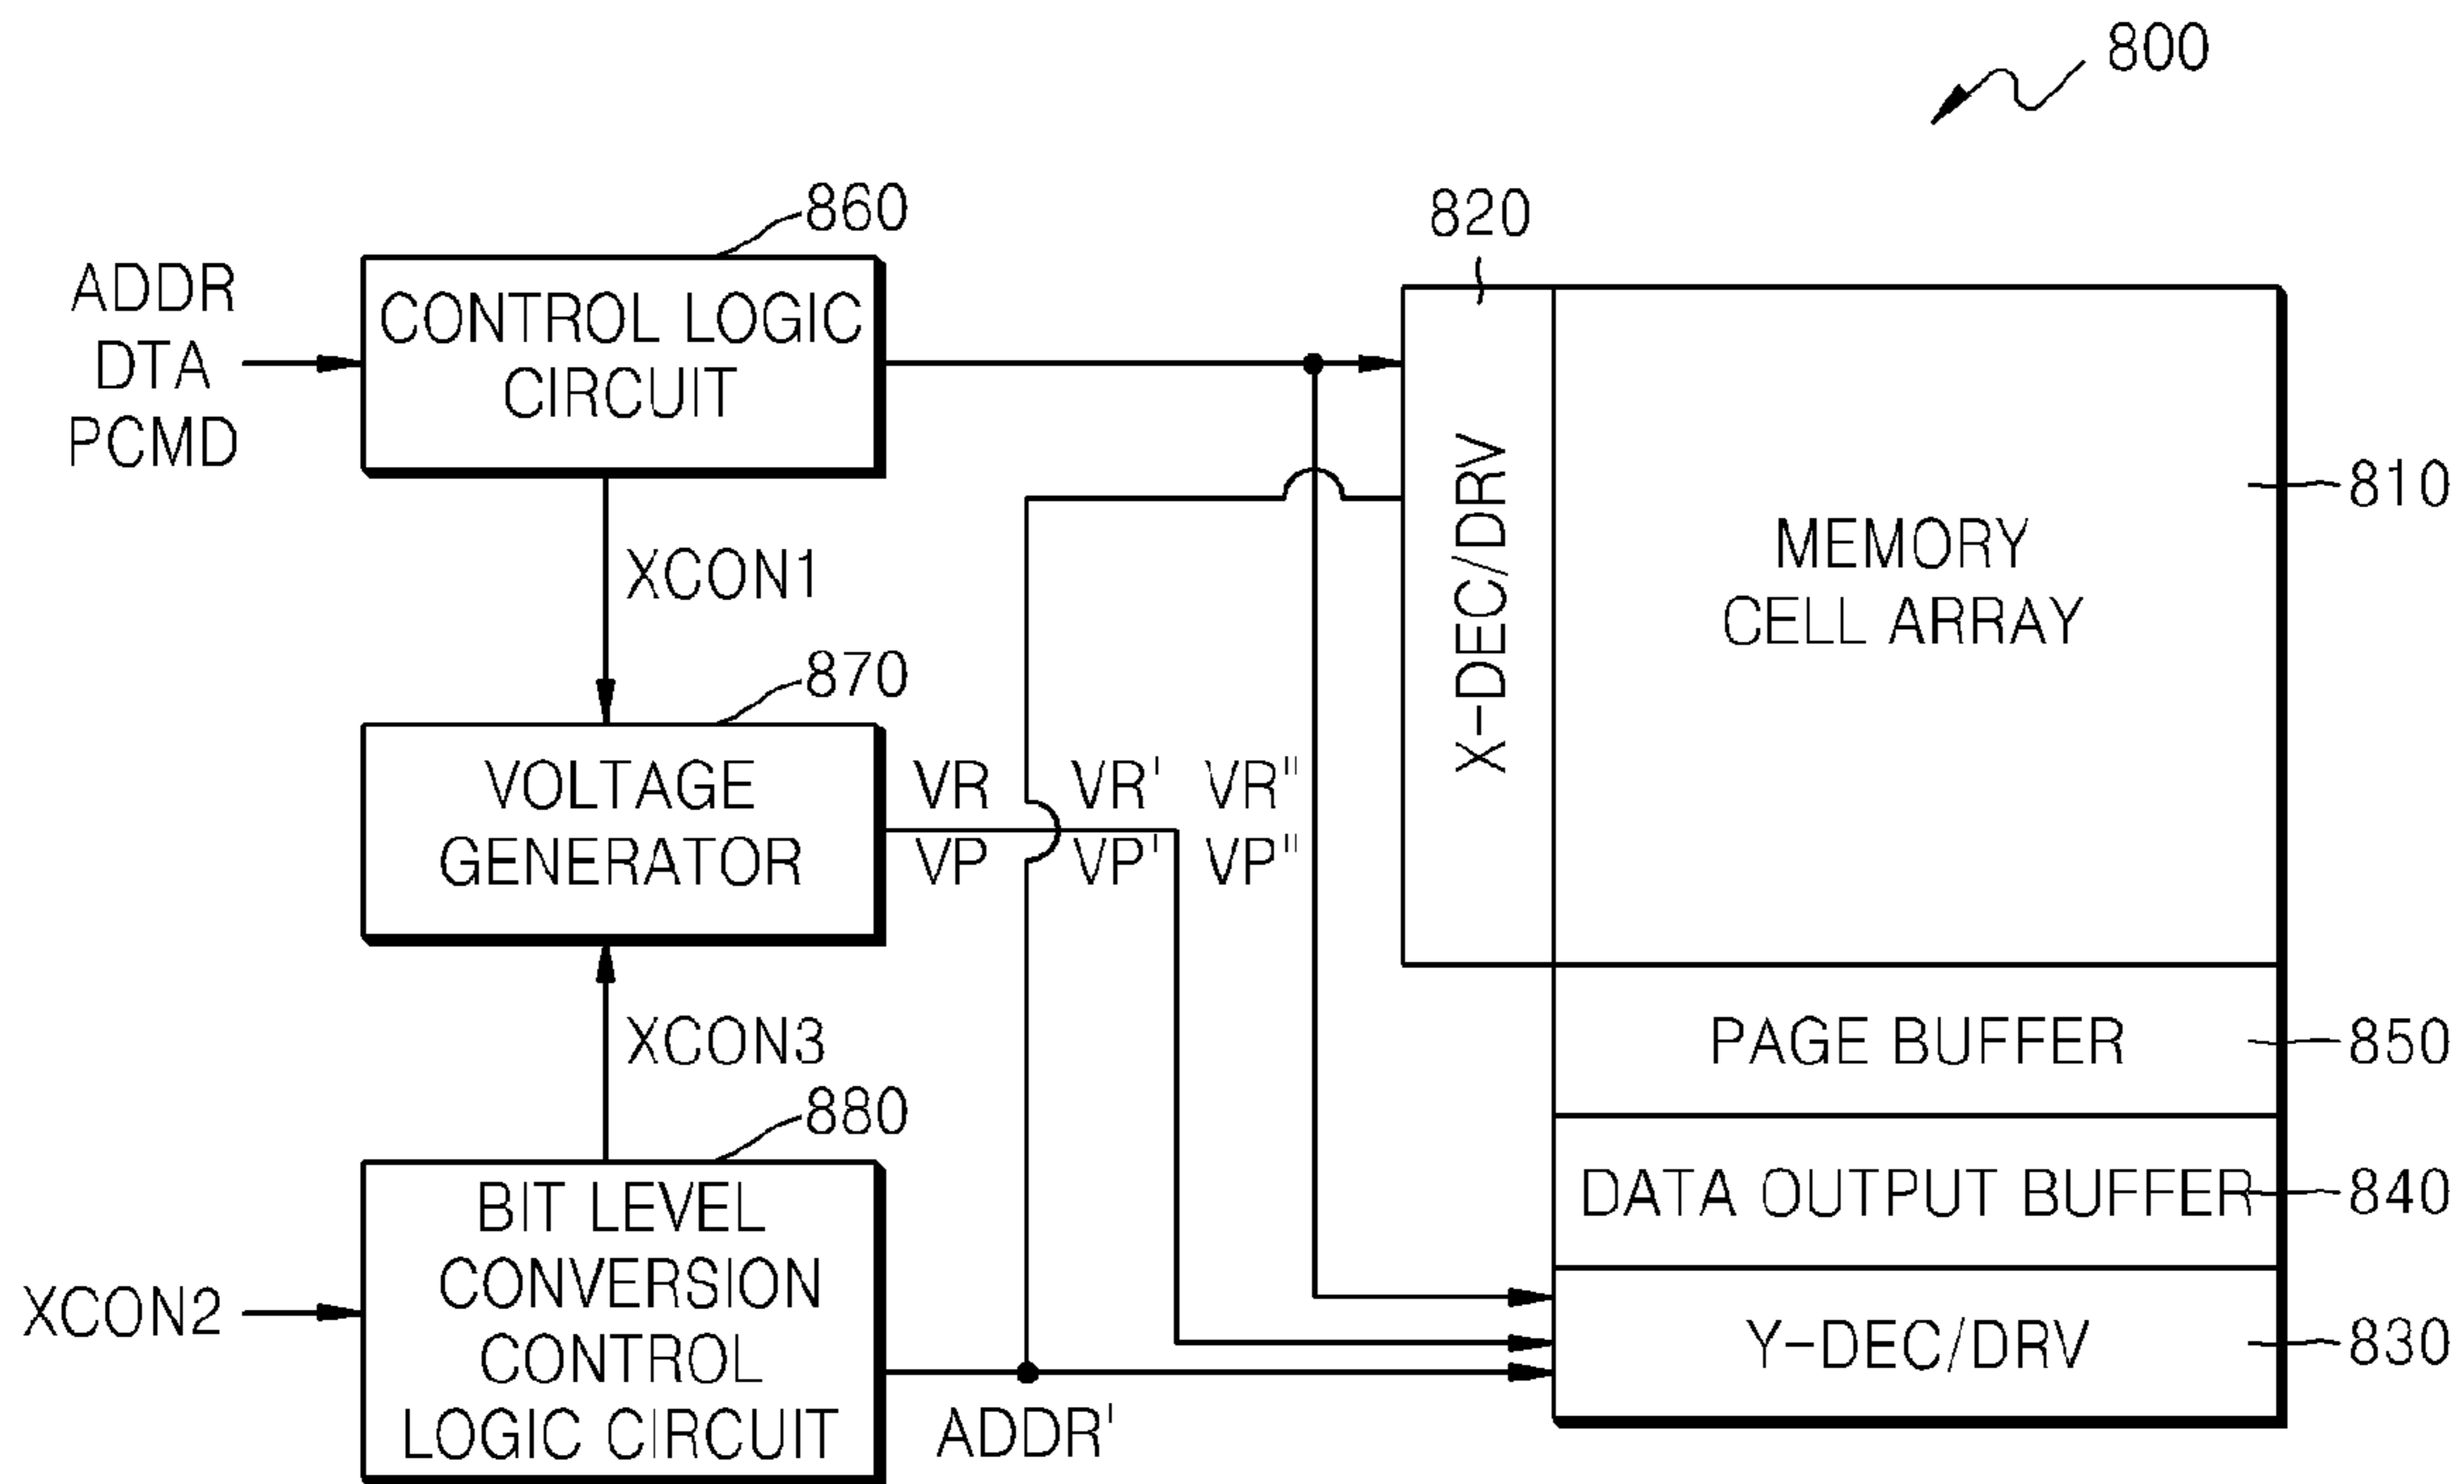 800
860
820
ADDR
DTA
PCMD
CONTROL LOGIC
CIRCUIT
810
X-DEC/DRV
MEMORY
CELL ARRAY
XCON1
870
VOLTAGE
GENERATOR
VR VR' VR"
VP VP' VP"
XCON3
PAGE BUFFER
850
880
BIT LEVEL
CONVERSION
CONTROL
LOGIC CIRCUIT
DATA OUTPUT BUFFER
840
XCON2
Y-DEC/DRV
830
ADDR'